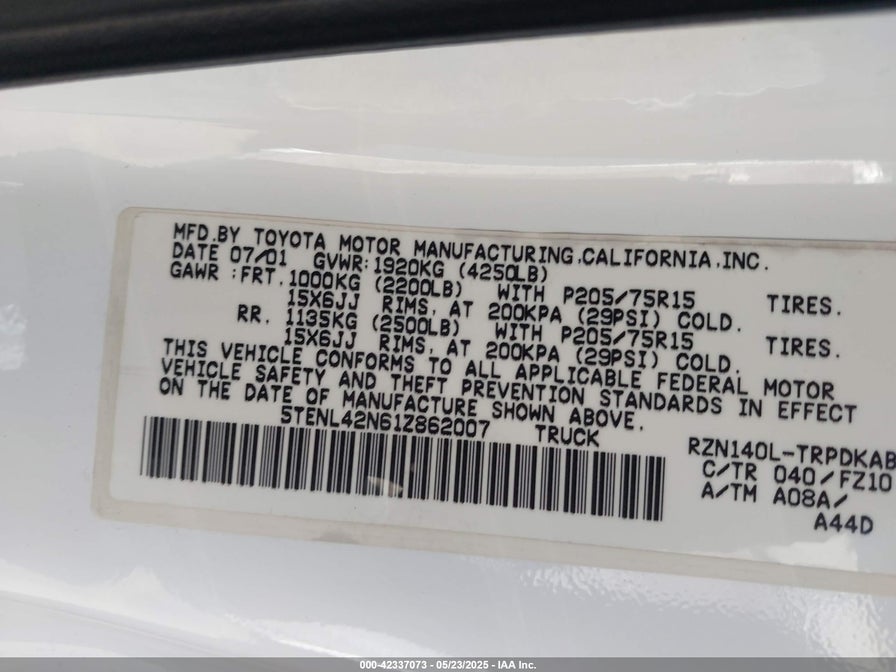 MFD.BY TOYOTA MOTOR MANUFACTURING,CALIFORNIA,INC.
DATE 07/01 GVWR:1920KG (4250LB)
GAWR :FRT.1000KG (2200LB) WITH P205/75R15 TIRES.
15X6JJ RIMS, AT 200KPA (29PSI) COLD.
RR. 1135KG (2500LB) WITH P205/75R15 TIRES.
15X6JJ RIMS, AT 200KPA (29PSI) COLD.
THIS VEHICLE CONFORMS TO ALL APPLICABLE FEDERAL MOTOR
VEHICLE SAFETY AND THEFT PREVENTION STANDARDS IN EFFECT
ON THE DATE OF MANUFACTURE SHOWN ABOVE.
5TENL42N61Z862007 TRUCK
RZN140L-TRPDKAB
C/TR 040/FZ10
A/TM A08A/
A44D
000-42337073 — 05/23/2025 — IAA Inc.